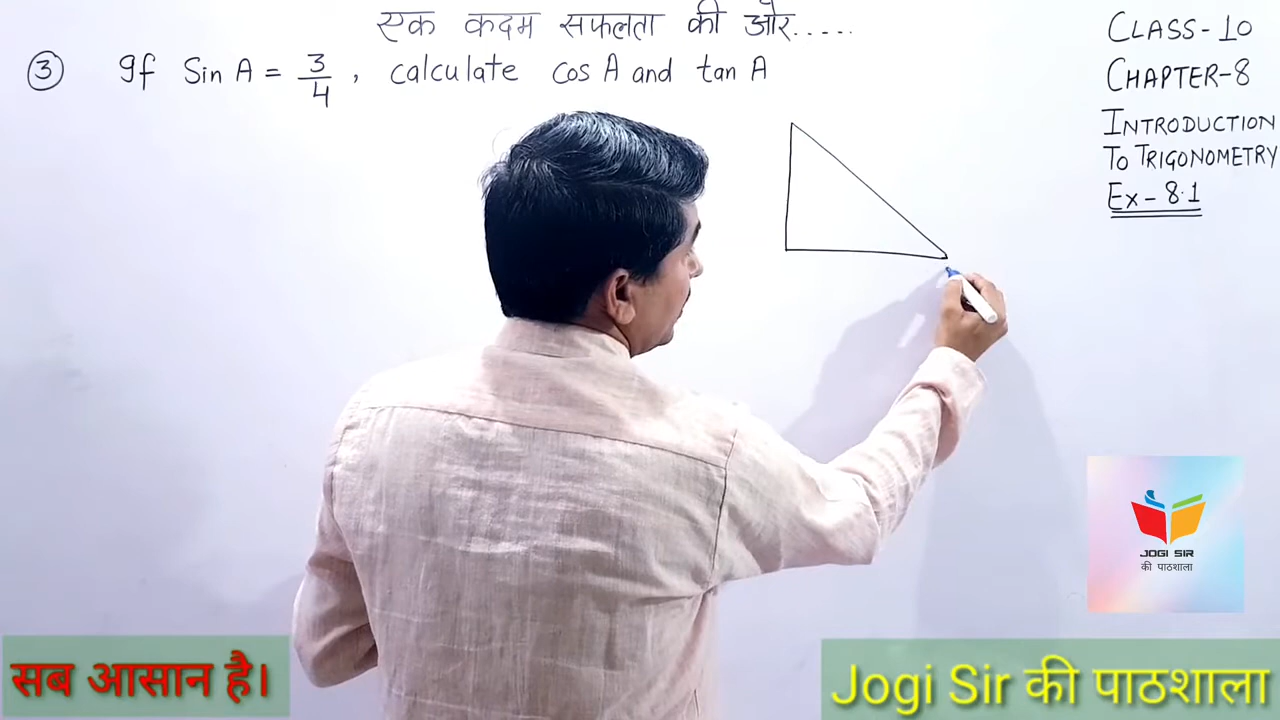 एक कदम सफलता की ओर.....
③ If Sin A = 3/4 , calculate cos A and tan A
CLASS-10
CHAPTER-8
INTRODUCTION
TO TRIGONOMETRY
Ex-8.1
JOGI SIR
की पाठशाला
सब आसान है।
Jogi Sir की पाठशाला